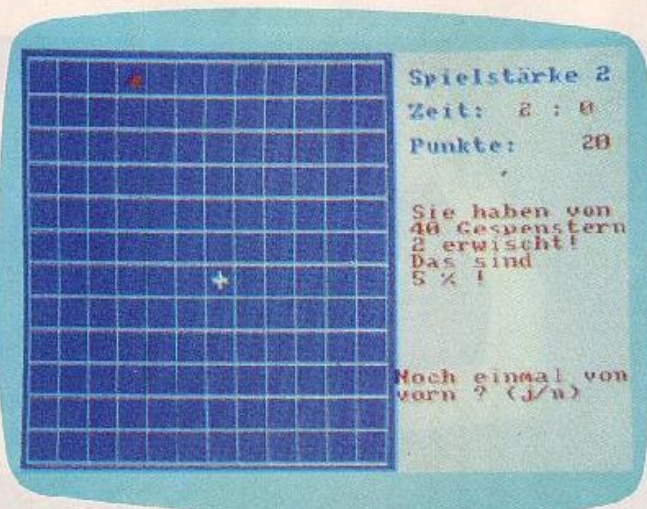 Spielstärke 2
Zeit: 2 : 0
Punkte: 20
Sie haben von
40 Gespenstern
2 erwischt!
Das sind
5 % !
Noch einmal von
vorn ? (j/n)